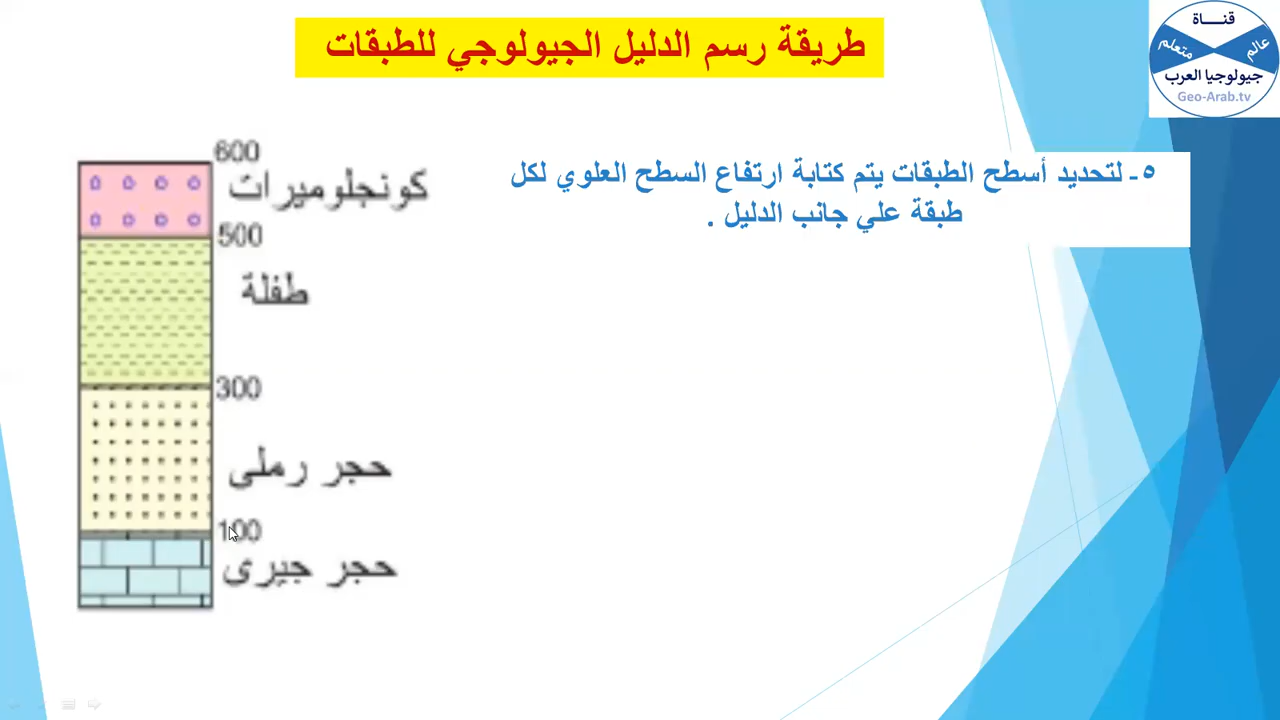 طريقة رسم الدليل الجيولوجي للطبقات
قناة
عالم
متعلم
جيولوجيا العرب
Geo-Arab.tv
٥- لتحديد أسطح الطبقات يتم كتابة ارتفاع السطح العلوي لكل
طبقة علي جانب الدليل .
600
كونجلوميرات
500
طفلة
300
حجر رملى
100
حجر جيرى